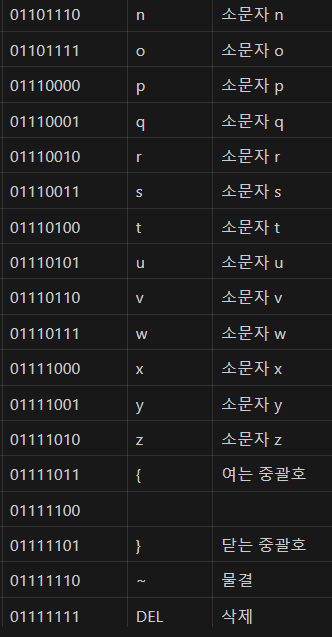 01101110 n 소문자 n
01101111 o 소문자 o
01110000 p 소문자 p
01110001 q 소문자 q
01110010 r 소문자 r
01110011 s 소문자 s
01110100 t 소문자 t
01110101 u 소문자 u
01110110 v 소문자 v
01110111 w 소문자 w
01111000 x 소문자 x
01111001 y 소문자 y
01111010 z 소문자 z
01111011 { 여는 중괄호
01111100
01111101 } 닫는 중괄호
01111110 ~ 물결
01111111 DEL 삭제